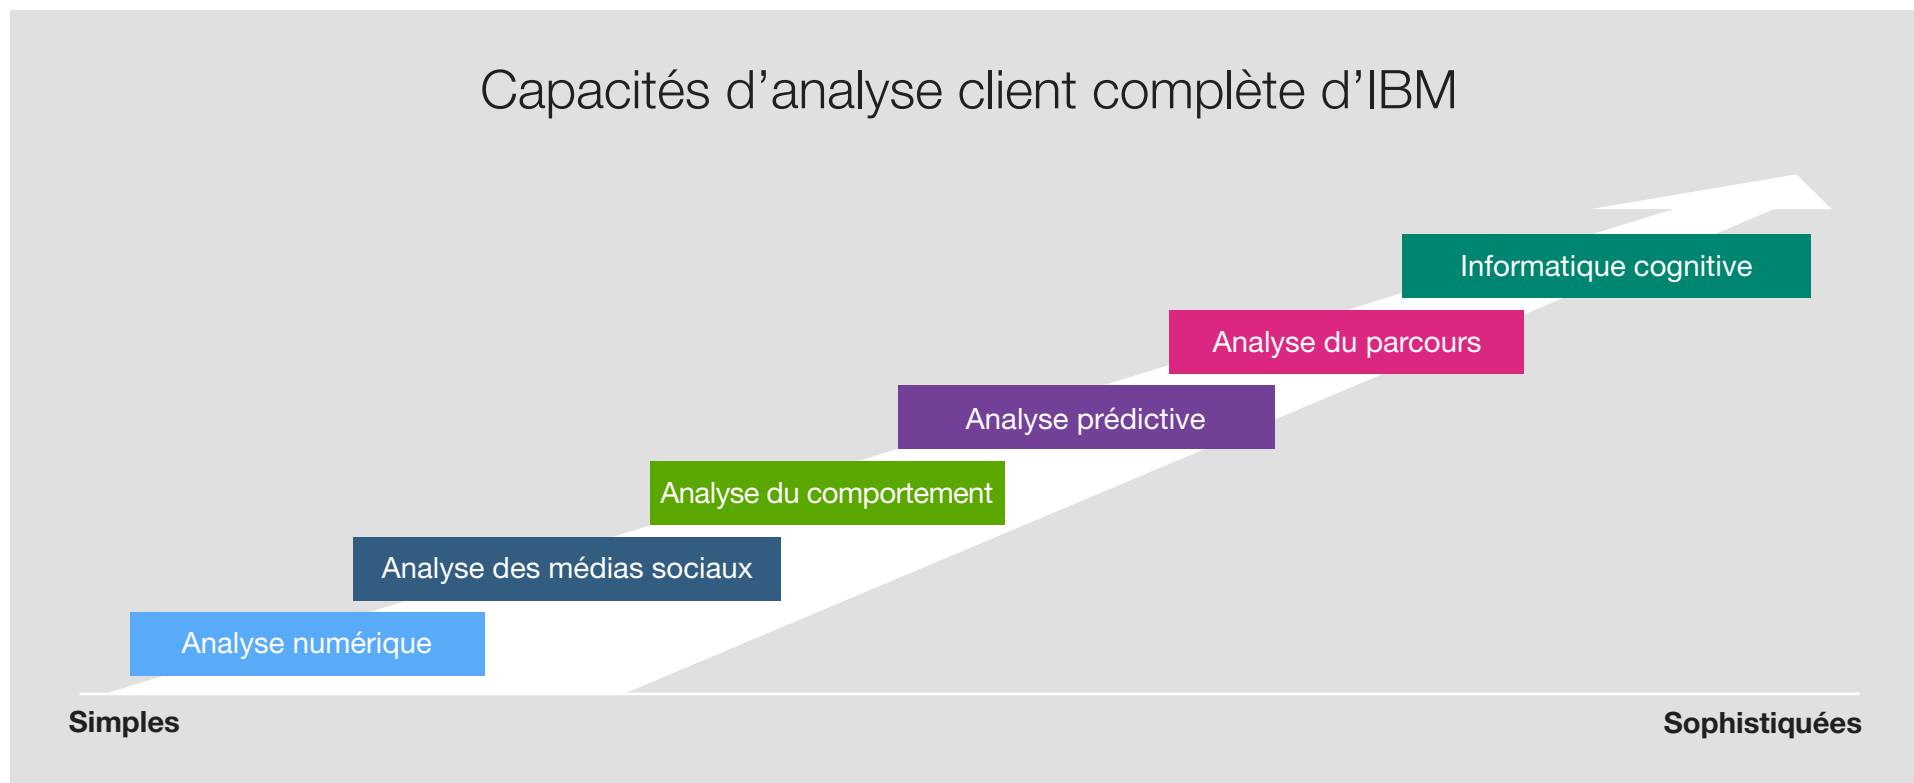 Capacités d’analyse client complète d’IBM
Informatique cognitive
Analyse du parcours
Analyse prédictive
Analyse du comportement
Analyse des médias sociaux
Analyse numérique
Simples
Sophistiquées